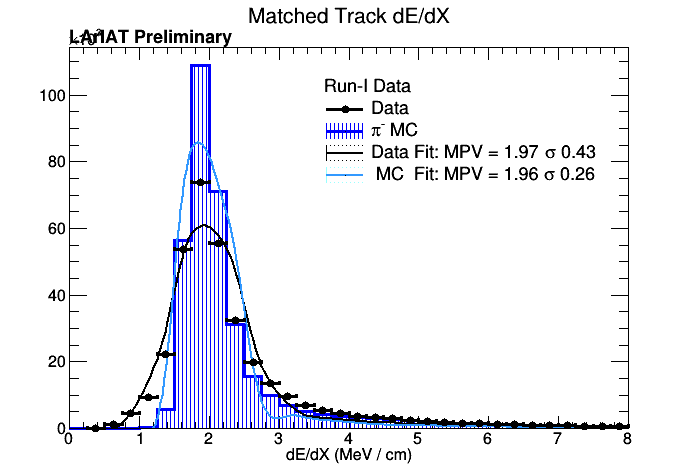 Matched Track dE/dX
LArIAT Preliminary
Run-I Data
Data
π⁻ MC
Data Fit: MPV = 1.97 σ 0.43
MC Fit: MPV = 1.96 σ 0.26
100
80
60
40
20
0
0 1 2 3 4 5 6 7 8
dE/dX (MeV / cm)